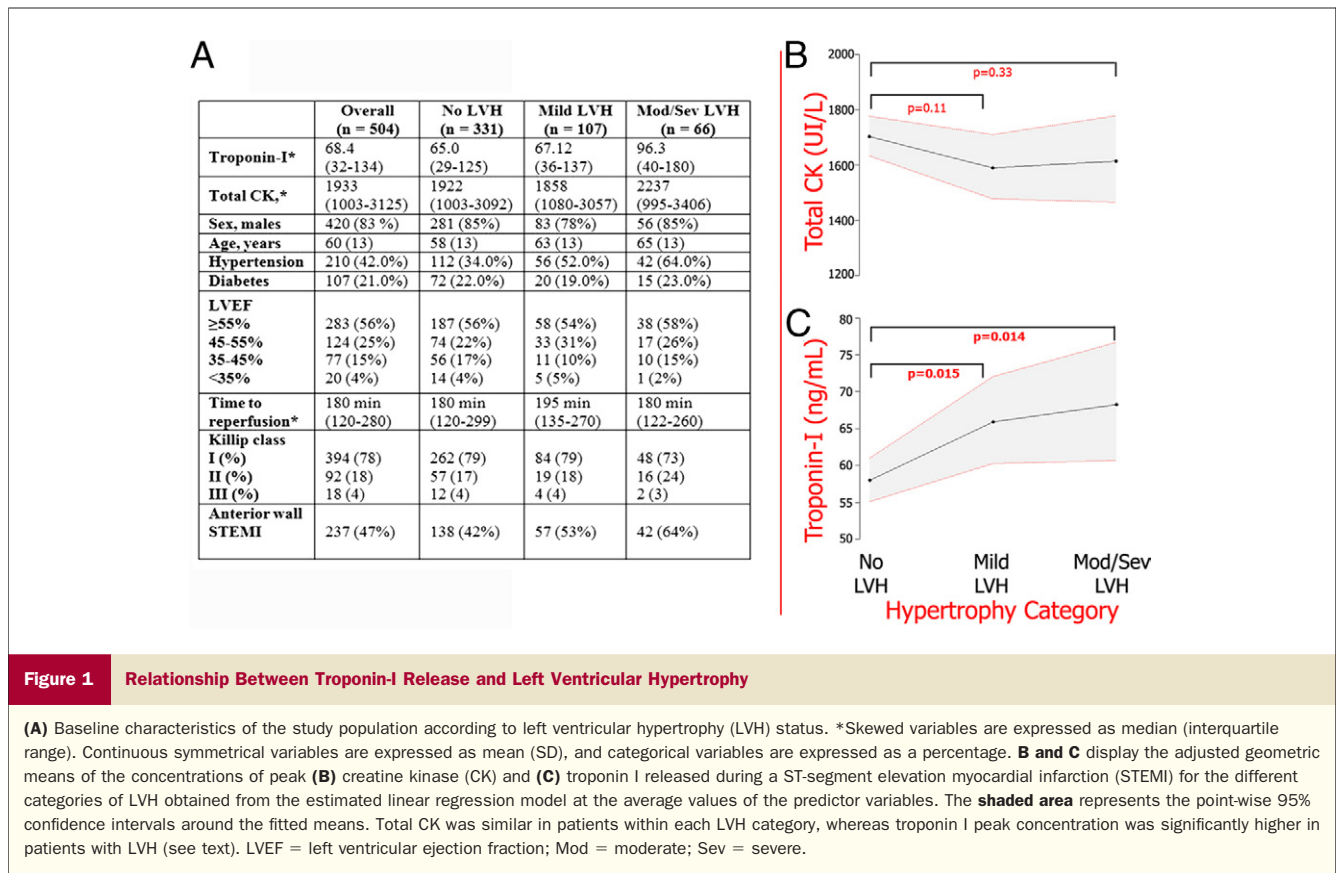 A
Overall No LVH Mild LVH Mod/Sev LVH
(n = 504) (n = 331) (n = 107) (n = 66)
Troponin-I* 68.4 65.0 67.12 96.3
(32-134) (29-125) (36-137) (40-180)
Total CK,* 1933 1922 1858 2237
(1003-3125) (1003-3092) (1080-3057) (995-3406)
Sex, males 420 (83 %) 281 (85%) 83 (78%) 56 (85%)
Age, years 60 (13) 58 (13) 63 (13) 65 (13)
Hypertension 210 (42.0%) 112 (34.0%) 56 (52.0%) 42 (64.0%)
Diabetes 107 (21.0%) 72 (22.0%) 20 (19.0%) 15 (23.0%)
LVEF
≥55% 283 (56%) 187 (56%) 58 (54%) 38 (58%)
45-55% 124 (25%) 74 (22%) 33 (31%) 17 (26%)
35-45% 77 (15%) 56 (17%) 11 (10%) 10 (15%)
<35% 20 (4%) 14 (4%) 5 (5%) 1 (2%)
Time to 180 min 180 min 195 min 180 min
reperfusion* (120-280) (120-299) (135-270) (122-260)
Killip class
I (%) 394 (78) 262 (79) 84 (79) 48 (73)
II (%) 92 (18) 57 (17) 19 (18) 16 (24)
III (%) 18 (4) 12 (4) 4 (4) 2 (3)
Anterior wall
STEMI 237 (47%) 138 (42%) 57 (53%) 42 (64%)
B
Total CK (UI/L)
2000
1800
1600
1400
1200
p=0.33
p=0.11
C
Troponin-I (ng/mL)
80
75
70
65
60
55
50
p=0.014
p=0.015
No Mild Mod/Sev
LVH LVH LVH
Hypertrophy Category
Figure 1 Relationship Between Troponin-I Release and Left Ventricular Hypertrophy
(A) Baseline characteristics of the study population according to left ventricular hypertrophy (LVH) status. *Skewed variables are expressed as median (interquartile
range). Continuous symmetrical variables are expressed as mean (SD), and categorical variables are expressed as a percentage. B and C display the adjusted geometric
means of the concentrations of peak (B) creatine kinase (CK) and (C) troponin I released during a ST-segment elevation myocardial infarction (STEMI) for the different
categories of LVH obtained from the estimated linear regression model at the average values of the predictor variables. The shaded area represents the point-wise 95%
confidence intervals around the fitted means. Total CK was similar in patients within each LVH category, whereas troponin I peak concentration was significantly higher in
patients with LVH (see text). LVEF = left ventricular ejection fraction; Mod = moderate; Sev = severe.